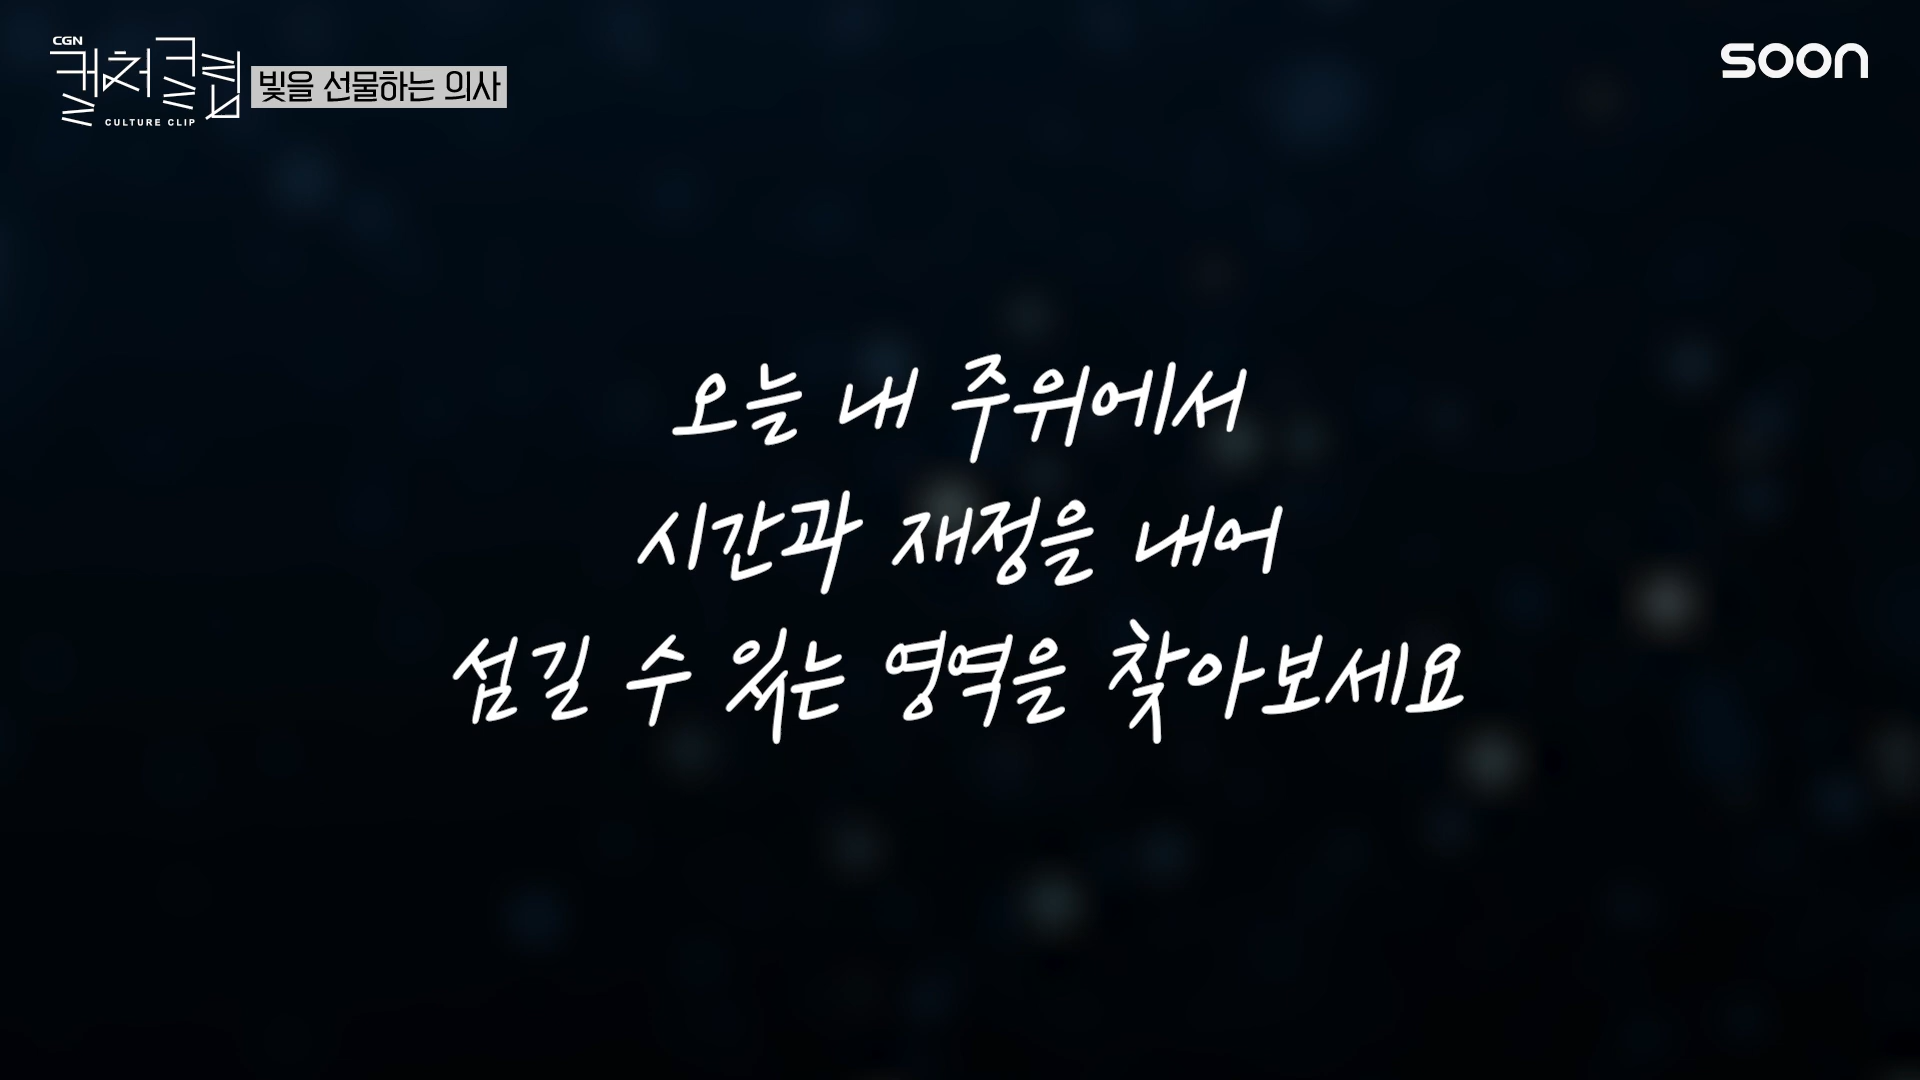 CGN
컬처클립
CULTURE CLIP
빛을 선물하는 의사
SOON
오늘 내 주위에서
시간과 재정을 내어
섬길 수 있는 영역을 찾아보세요